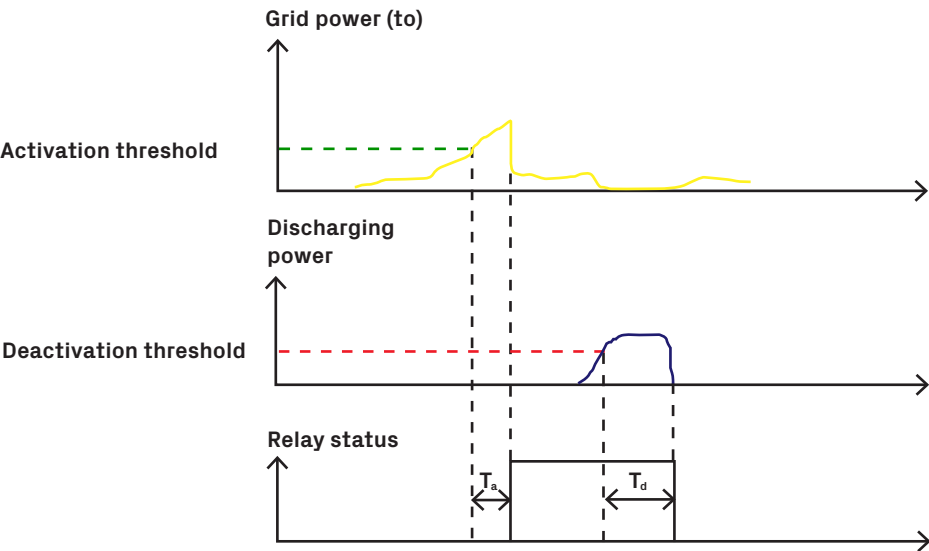 Grid power (to)
Activation threshold
Discharging
power
Deactivation threshold
Relay status
Ta
Td